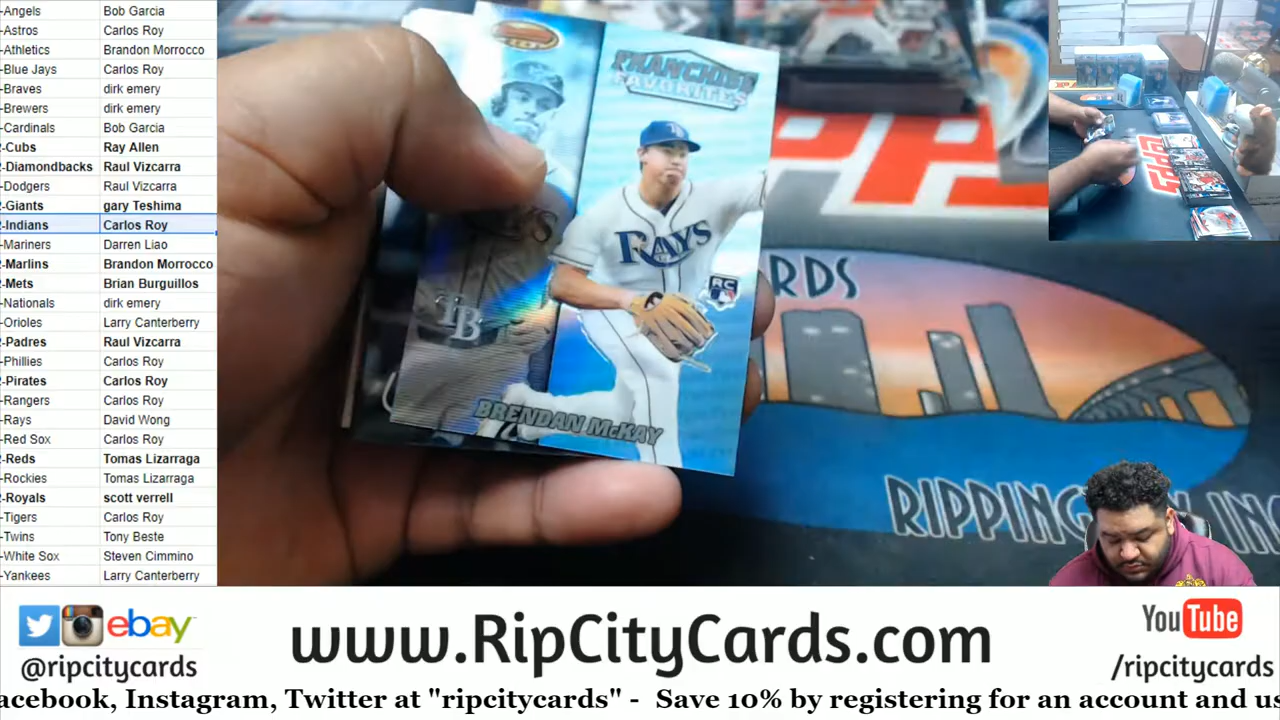 -Angels Bob Garcia
-Astros Carlos Roy
-Athletics Brandon Morrocco
-Blue Jays Carlos Roy
-Braves dirk emery
-Brewers dirk emery
-Cardinals Bob Garcia
-Cubs Ray Allen
-Diamondbacks Raul Vizcarra
-Dodgers Raul Vizcarra
-Giants gary Teshima
-Indians Carlos Roy
-Mariners Darren Liao
-Marlins Brandon Morrocco
-Mets Brian Burguillos
-Nationals dirk emery
-Orioles Larry Canterberry
-Padres Raul Vizcarra
-Phillies Carlos Roy
-Pirates Carlos Roy
-Rangers Carlos Roy
-Rays David Wong
-Red Sox Carlos Roy
-Reds Tomas Lizarraga
-Rockies Tomas Lizarraga
-Royals scott verrell
-Tigers Carlos Roy
-Twins Tony Beste
-White Sox Steven Cimmino
-Yankees Larry Canterberry
FRANCHISE
FAVORITES
RAYS
RC
TB
BRENDAN McKAY
RDS
RIPPING
ebay
@ripcitycards
www.RipCityCards.com
YouTube
/ripcitycards
acebook, Instagram, Twitter at "ripcitycards" - Save 10% by registering for an account and us